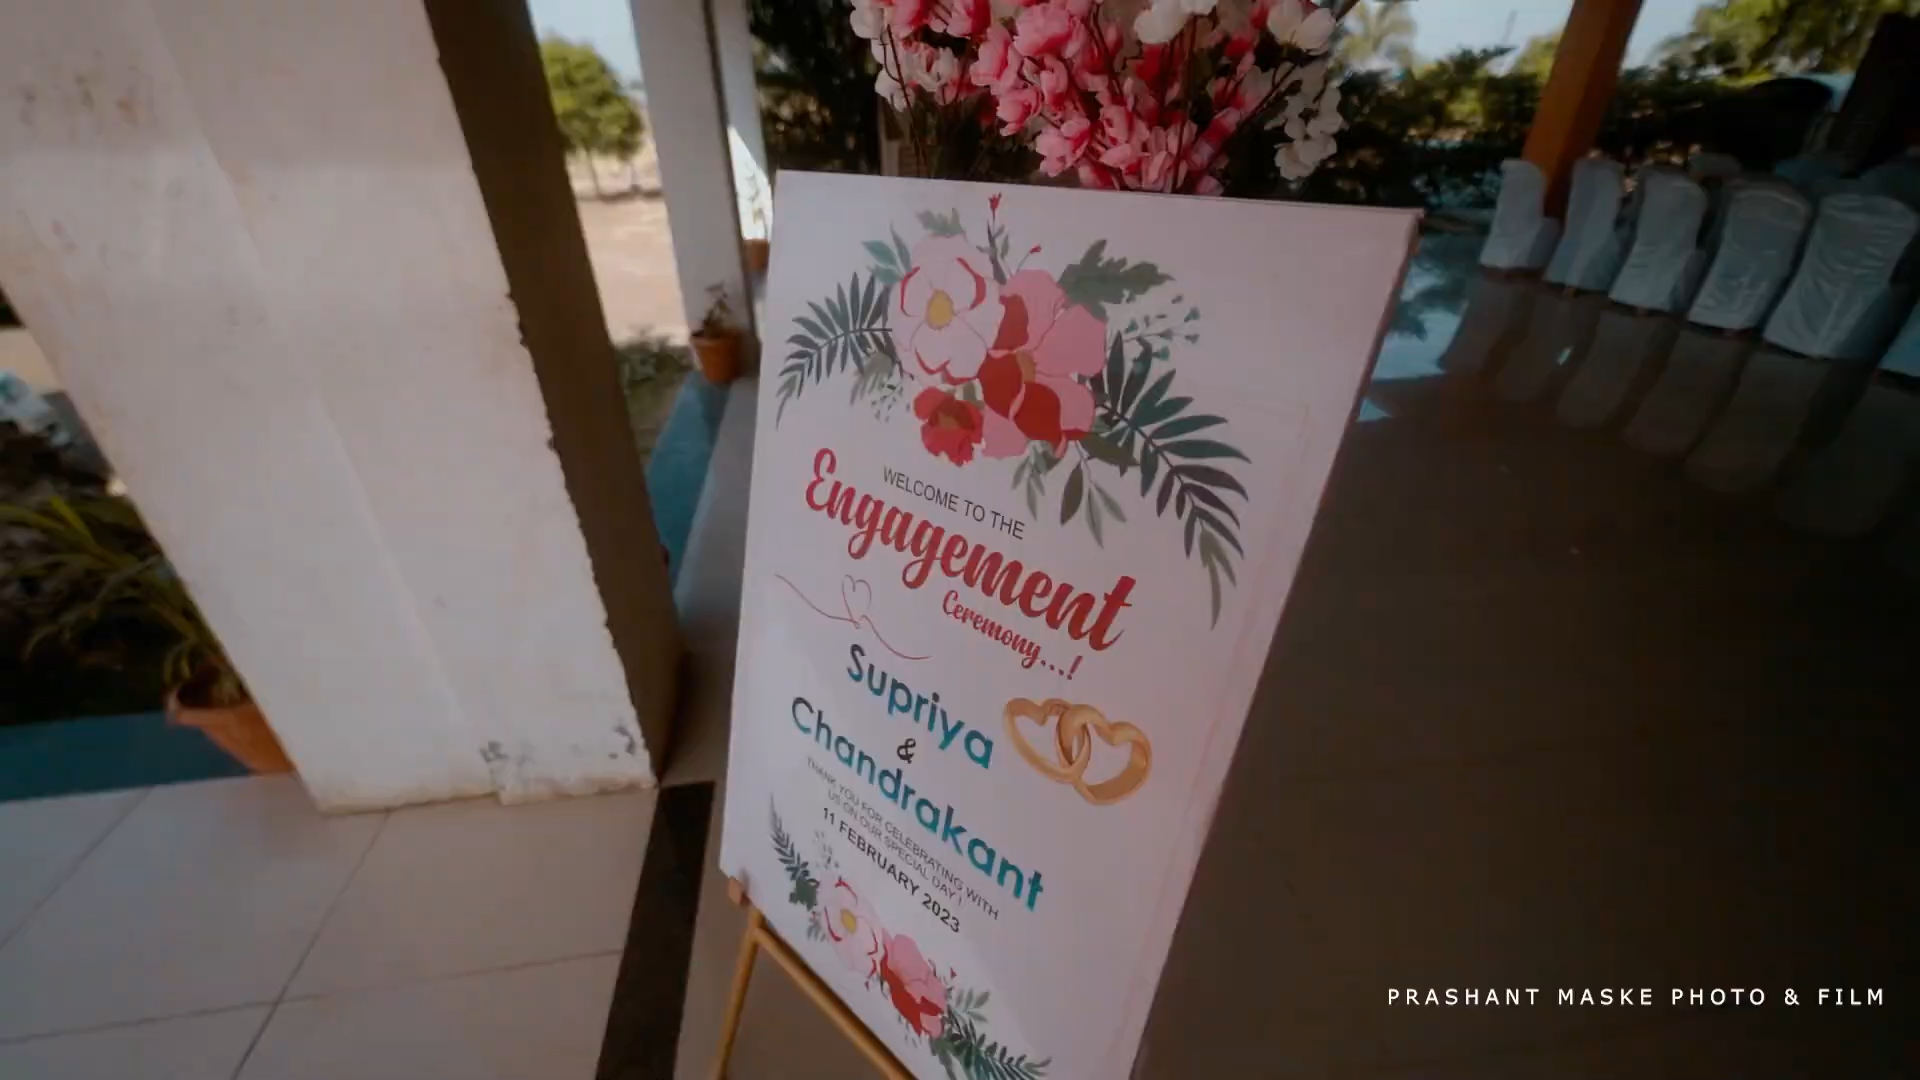 WELCOME TO THE
Engagement
Ceremony...!
Supriya
&
Chandrakant
THANK YOU FOR CELEBRATING WITH
US ON OUR SPECIAL DAY !
11 FEBRUARY 2023
PRASHANT MASKE PHOTO & FILM